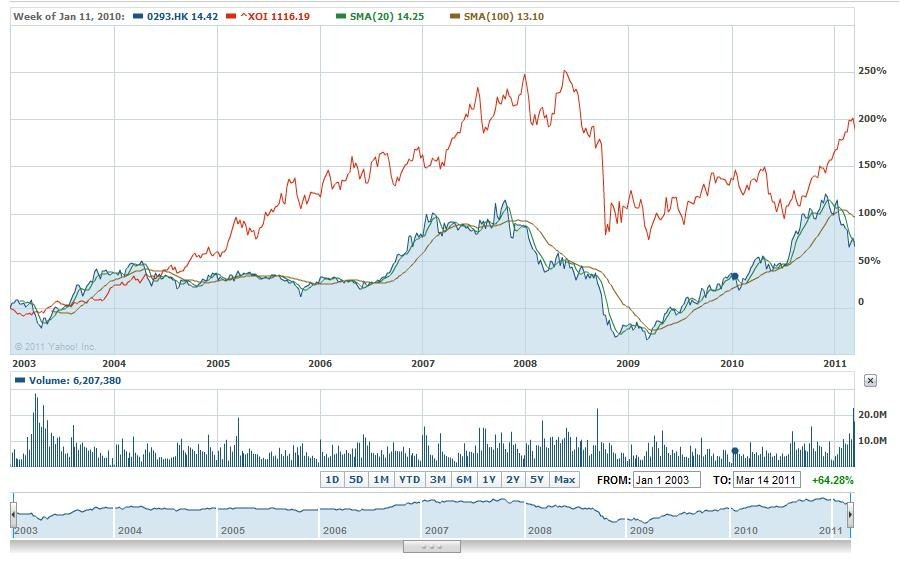 Week of Jan 11, 2010: 0293.HK 14.42 ^XOI 1116.19 SMA(20) 14.25 SMA(100) 13.10
250%
200%
150%
100%
50%
0
© 2011 Yahoo! Inc.
2003 2004 2005 2006 2007 2008 2009 2010 2011
Volume: 6,207,380 x
20.0M
10.0M
1D 5D 1M YTD 3M 6M 1Y 2Y 5Y Max FROM: Jan 1 2003 TO: Mar 14 2011 +64.28%
2003 2004 2005 2006 2007 2008 2009 2010 2011